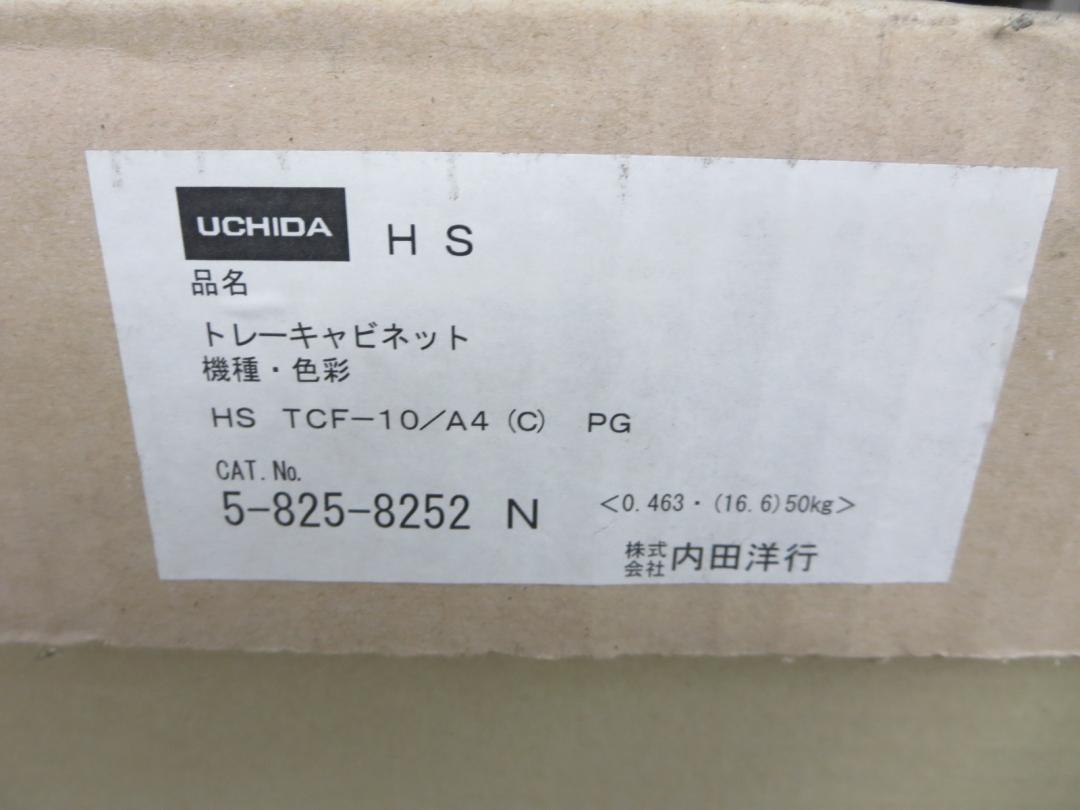 UCHIDA HS
品名
トレーキャビネット
機種・色彩
HS TCF-10/A4 (C) PG
CAT.No.
5-825-8252 N <0.463・(16.6)50kg>
株式会社 内田洋行